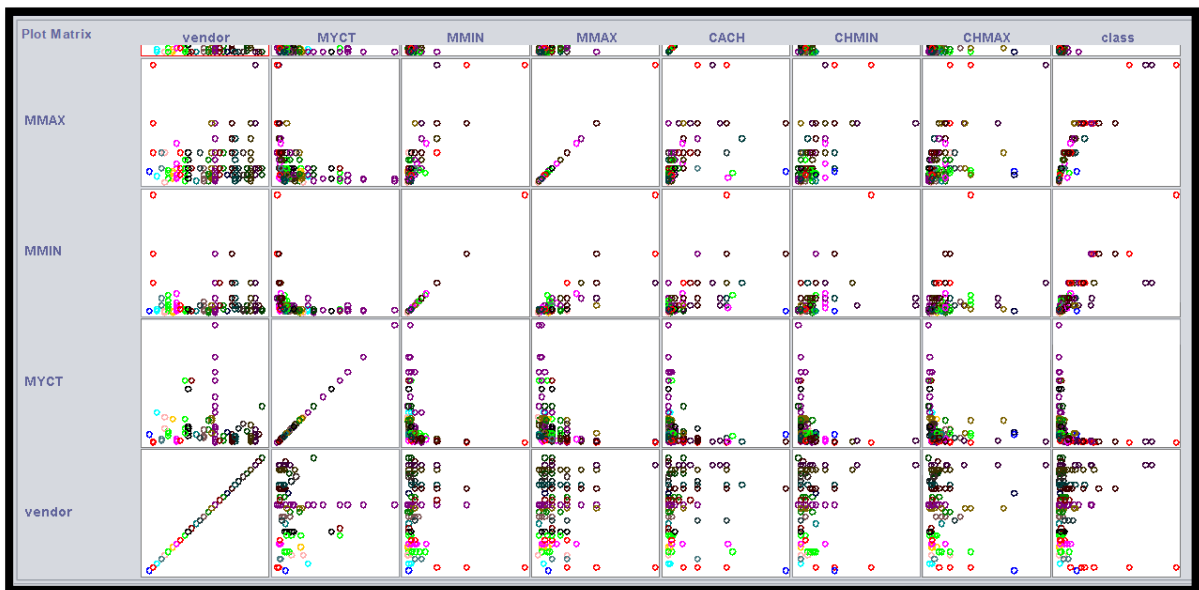 Plot Matrix
vendor MYCT MMIN MMAX CACH CHMIN CHMAX class
MMAX
MMIN
MYCT
vendor